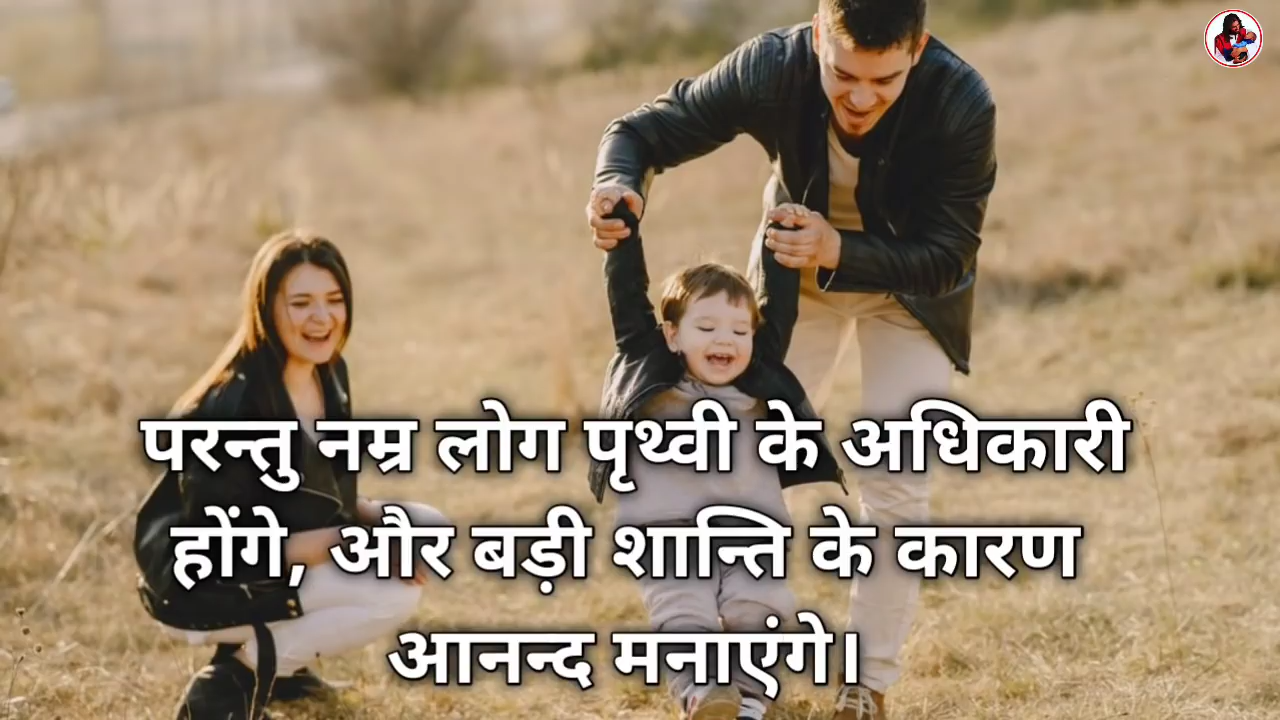 परन्तु नम्र लोग पृथ्वी के अधिकारी
होंगे, और बड़ी शान्ति के कारण
आनन्द मनाएंगे।